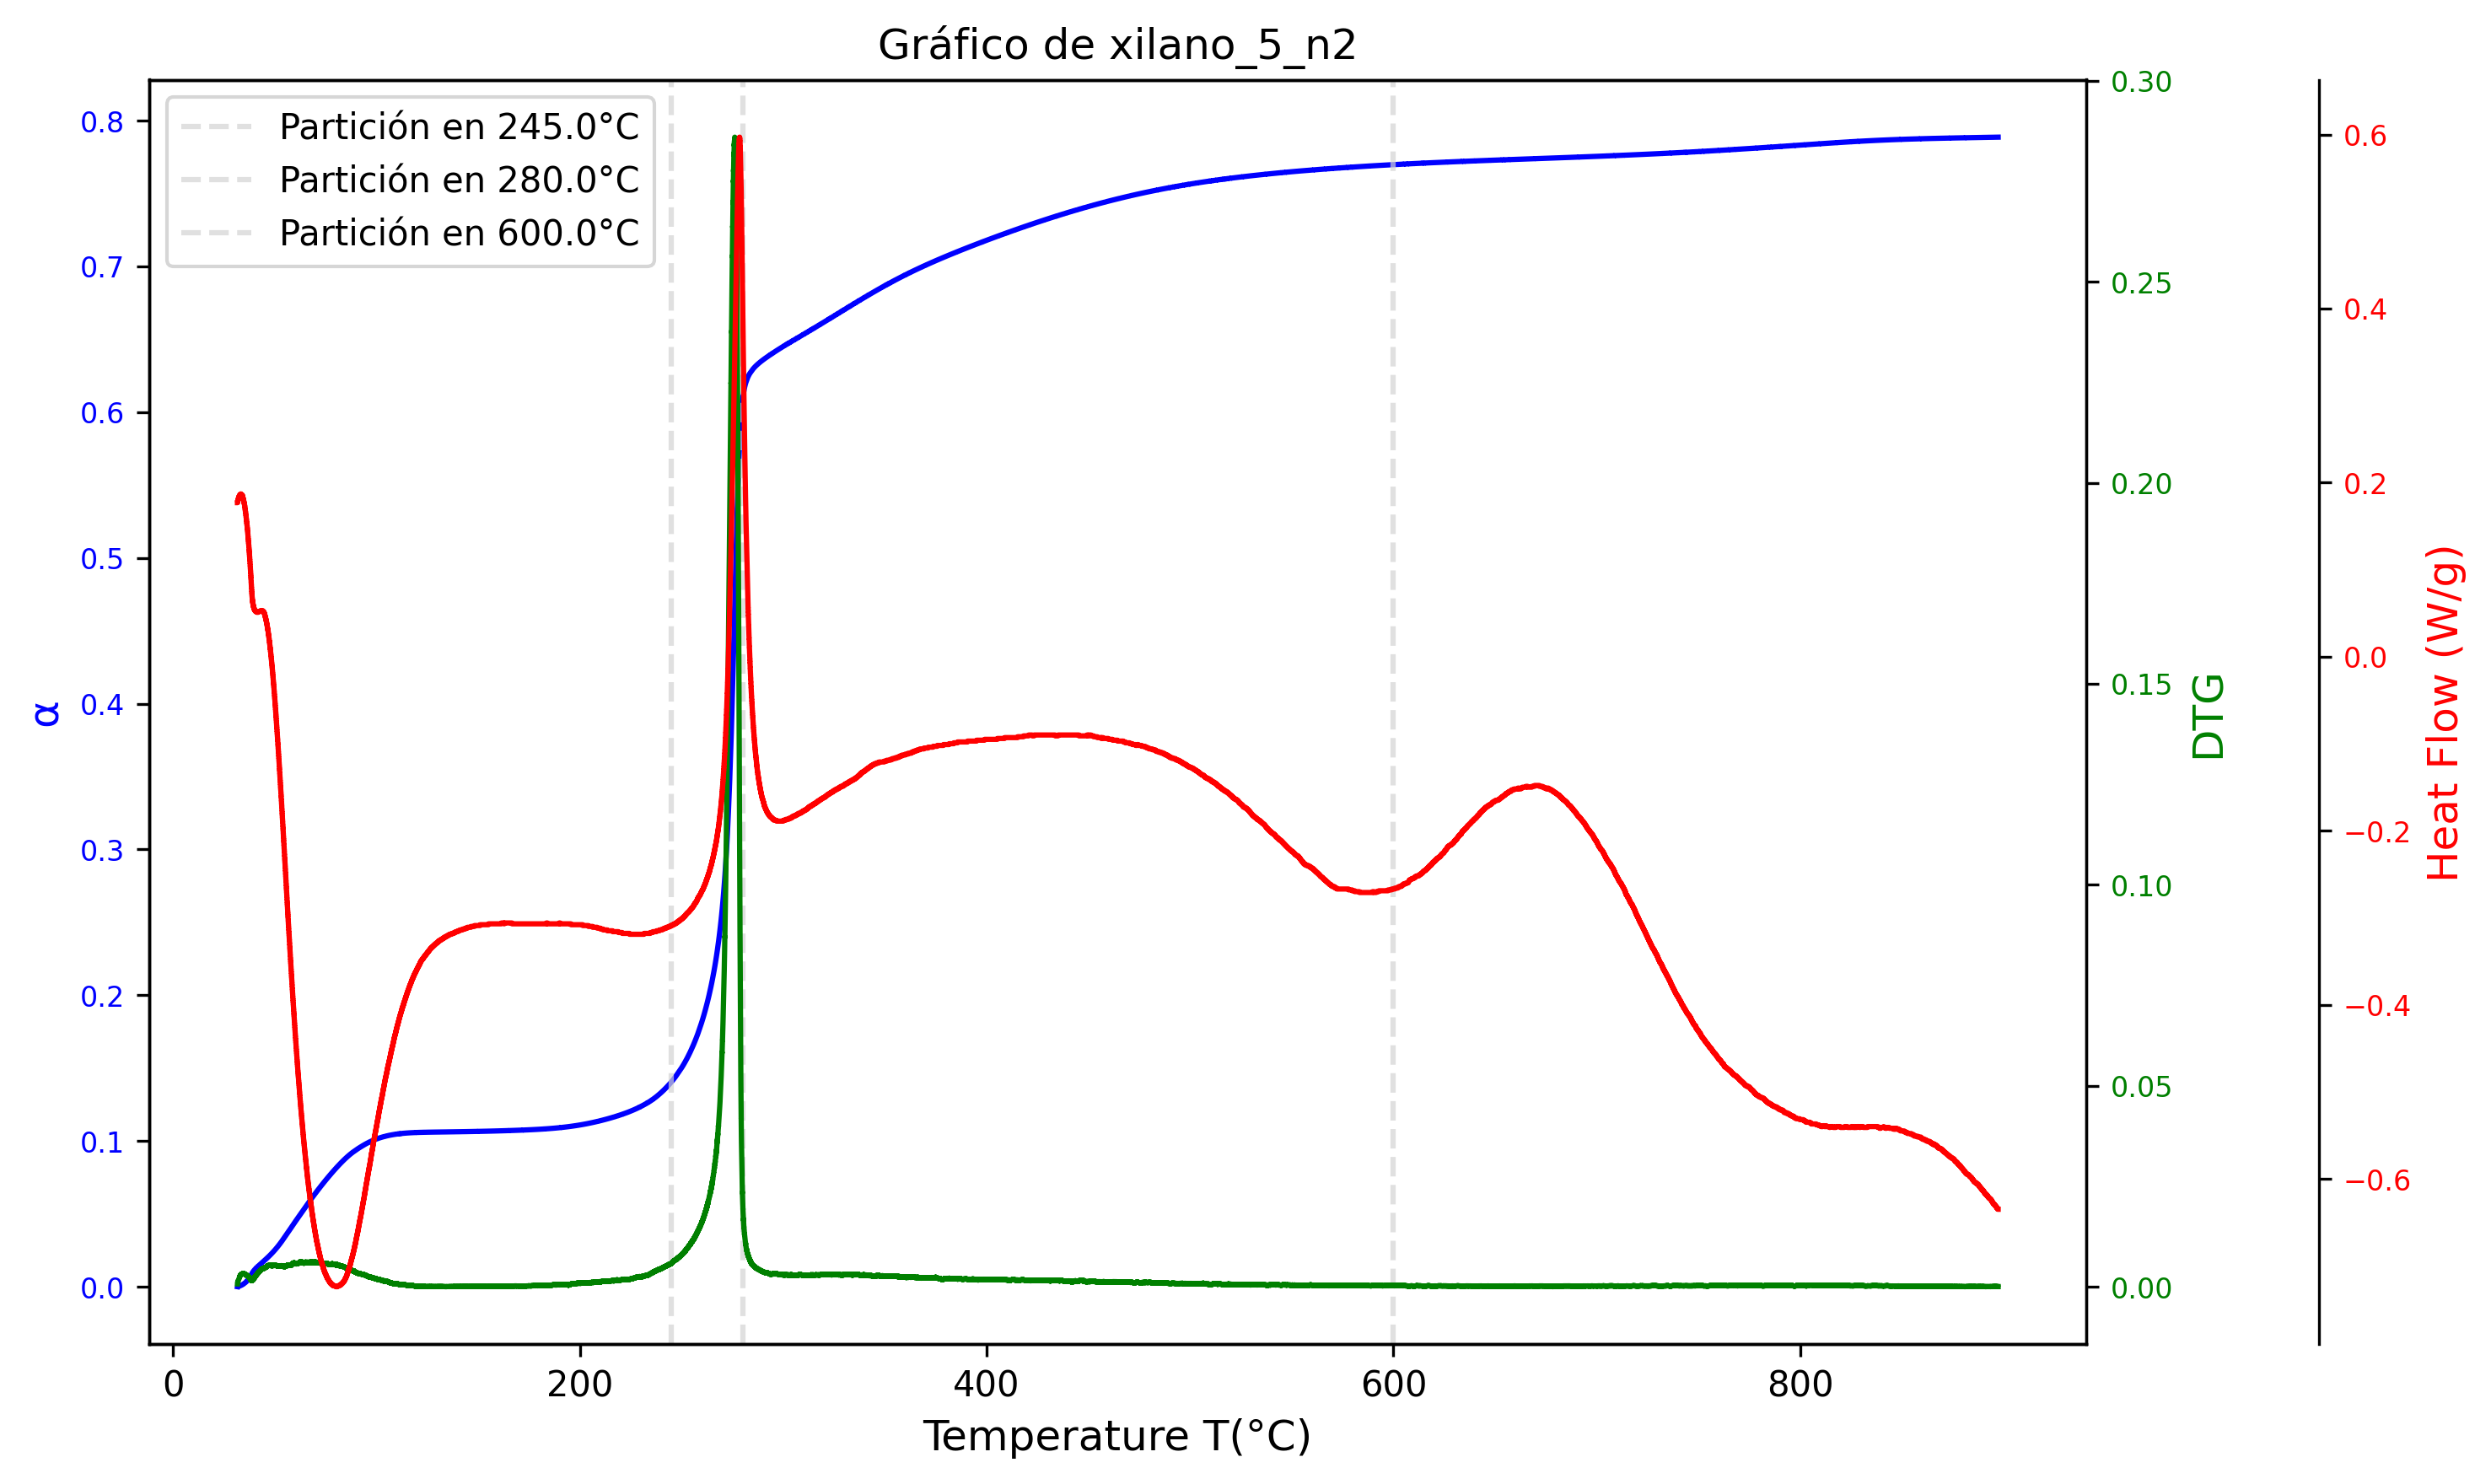 Gráfico de xilano_5_n2
Partición en 245.0°C
Partición en 280.0°C
Partición en 600.0°C
α
0.8
0.7
0.6
0.5
0.4
0.3
0.2
0.1
0.0
0.30
0.25
0.20
0.15
0.10
0.05
0.00
DTG
0.6
0.4
0.2
0.0
−0.2
−0.4
−0.6
Heat Flow (W/g)
0 200 400 600 800
Temperature T(°C)